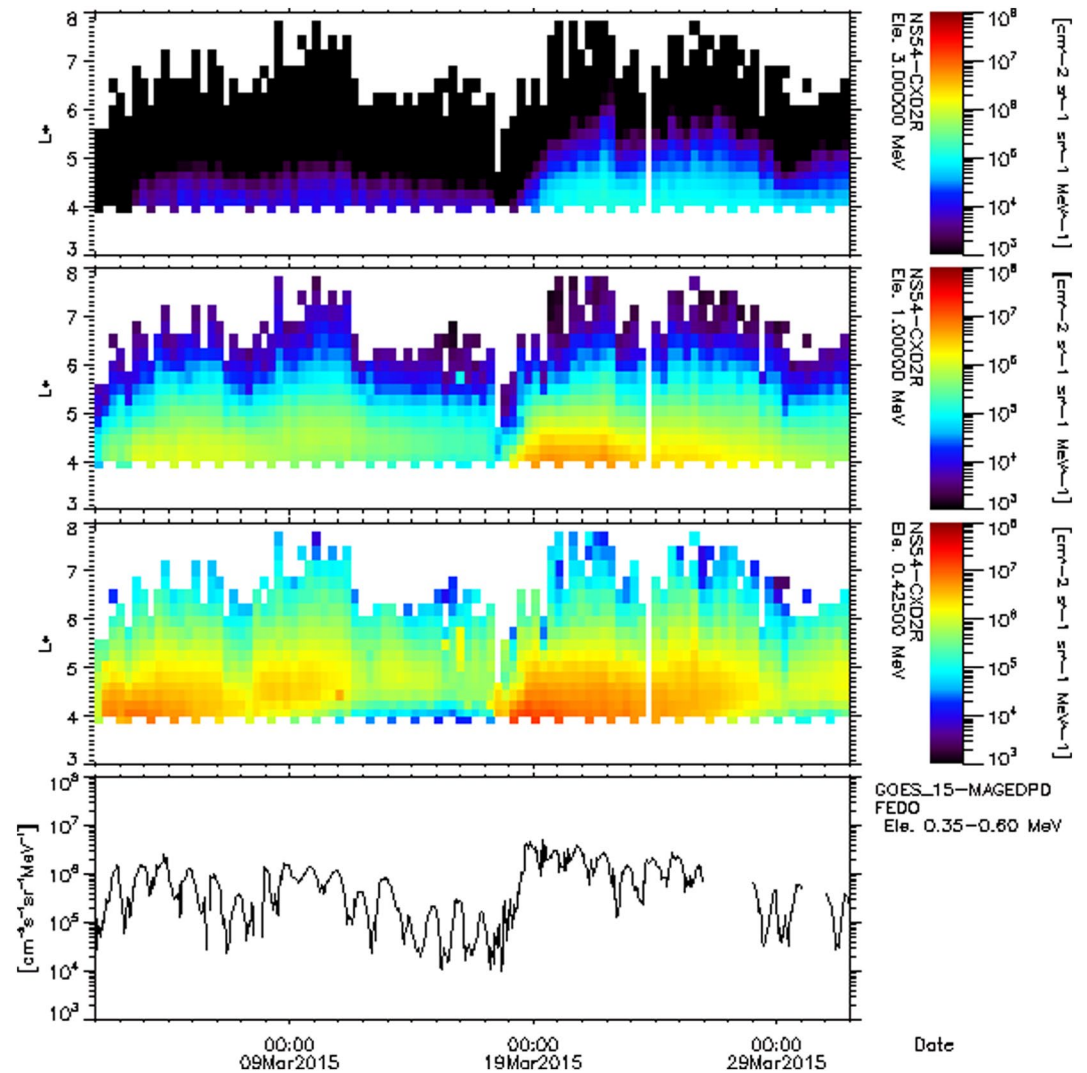 8
7
6
5
4
3
L*
NS54-CXD2R
Ele. 3.00000 MeV
10^8
10^7
10^6
10^5
10^4
10^3
[cm^-2 s^-1 sr^-1 MeV^-1]
8
7
6
5
4
3
L*
NS54-CXD2R
Ele. 1.00000 MeV
10^8
10^7
10^6
10^5
10^4
10^3
[cm^-2 s^-1 sr^-1 MeV^-1]
8
7
6
5
4
3
L*
NS54-CXD2R
Ele. 0.42500 MeV
10^8
10^7
10^6
10^5
10^4
10^3
[cm^-2 s^-1 sr^-1 MeV^-1]
10^8
10^7
10^6
10^5
10^4
10^3
[cm⁻²s⁻¹sr⁻¹MeV⁻¹]
GOES_15-MAGEDPD
FEDO
Ele. 0.35-0.60 MeV
00:00 00:00 00:00 Date
09Mar2015 19Mar2015 29Mar2015